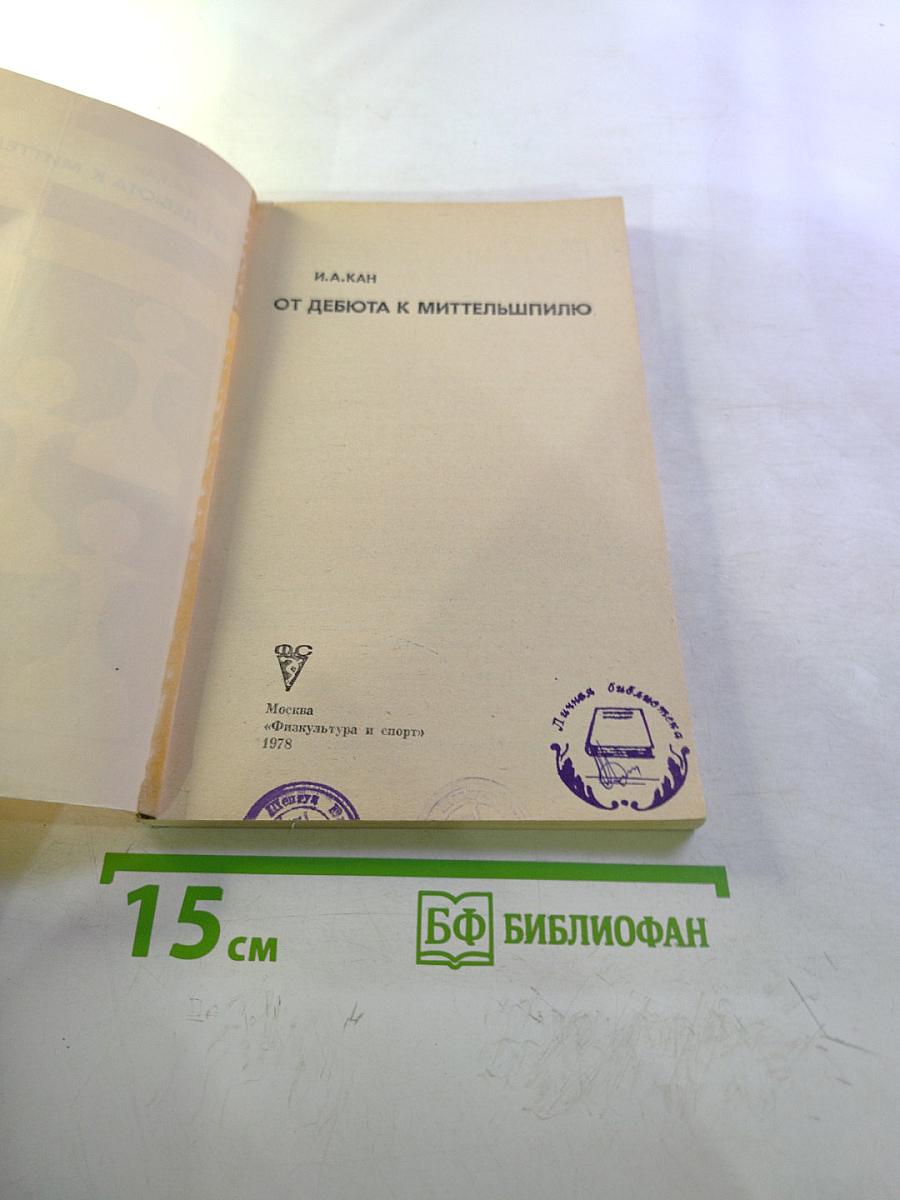 И.А.КАН
ОТ ДЕБЮТА К МИТТЕЛЬШПИЛЮ
ФС
Москва
«Физкультура и спорт»
1978
Личная библиотека
15 см
БФ БИБЛИОФАН